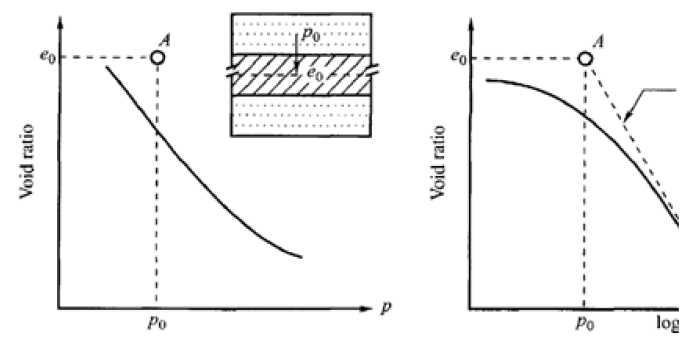 e₀
A
p₀
e₀
Void ratio
p₀
p
e₀
A
Void ratio
p₀
log